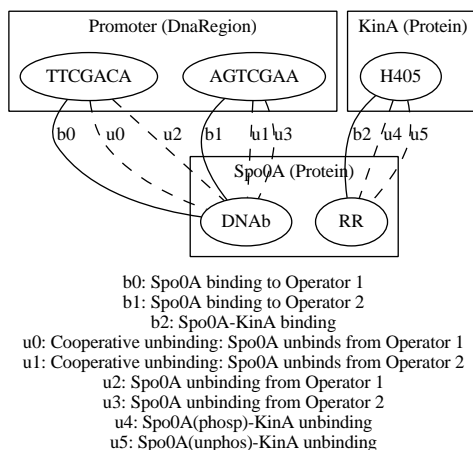 Promoter (DnaRegion)
KinA (Protein)
TTCGACA
AGTCGAA
H405
b0
u0
u2
b1
u1
u3
b2
u4
u5
Spo0A (Protein)
DNAb
RR
b0: Spo0A binding to Operator 1
b1: Spo0A binding to Operator 2
b2: Spo0A-KinA binding
u0: Cooperative unbinding: Spo0A unbinds from Operator 1
u1: Cooperative unbinding: Spo0A unbinds from Operator 2
u2: Spo0A unbinding from Operator 1
u3: Spo0A unbinding from Operator 2
u4: Spo0A(phosp)-KinA unbinding
u5: Spo0A(unphos)-KinA unbinding